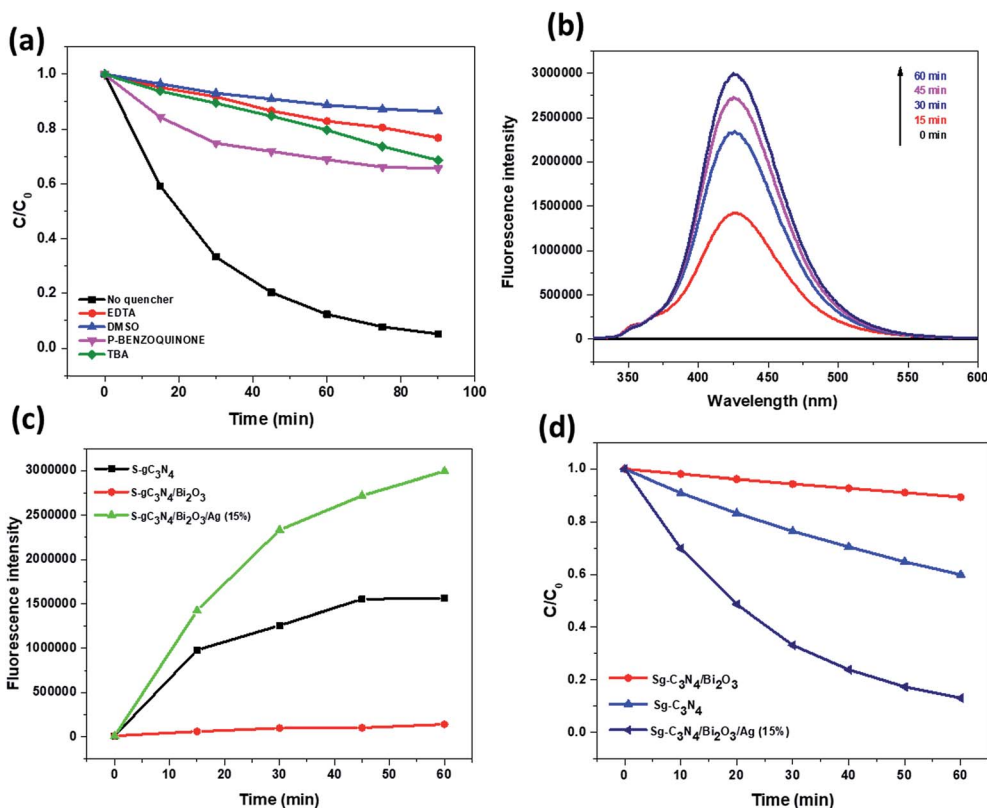 (a)
1.0
0.8
0.6
0.4
0.2
0.0
C/C₀
No quencher
EDTA
DMSO
P-BENZOQUINONE
TBA
0 20 40 60 80 100
Time (min)
(b)
3000000
2500000
2000000
1500000
1000000
500000
0
Fluorescence intensity
60 min
45 min
30 min
15 min
0 min
350 400 450 500 550 600
Wavelength (nm)
(c)
3000000
2500000
2000000
1500000
1000000
500000
0
Fluorescence intensity
S-gC₃N₄
S-gC₃N₄/Bi₂O₃
S-gC₃N₄/Bi₂O₃/Ag (15%)
0 10 20 30 40 50 60
Time (min)
(d)
1.0
0.8
0.6
0.4
0.2
0.0
C/C₀
Sg-C₃N₄/Bi₂O₃
Sg-C₃N₄
Sg-C₃N₄/Bi₂O₃/Ag (15%)
0 10 20 30 40 50 60
Time (min)